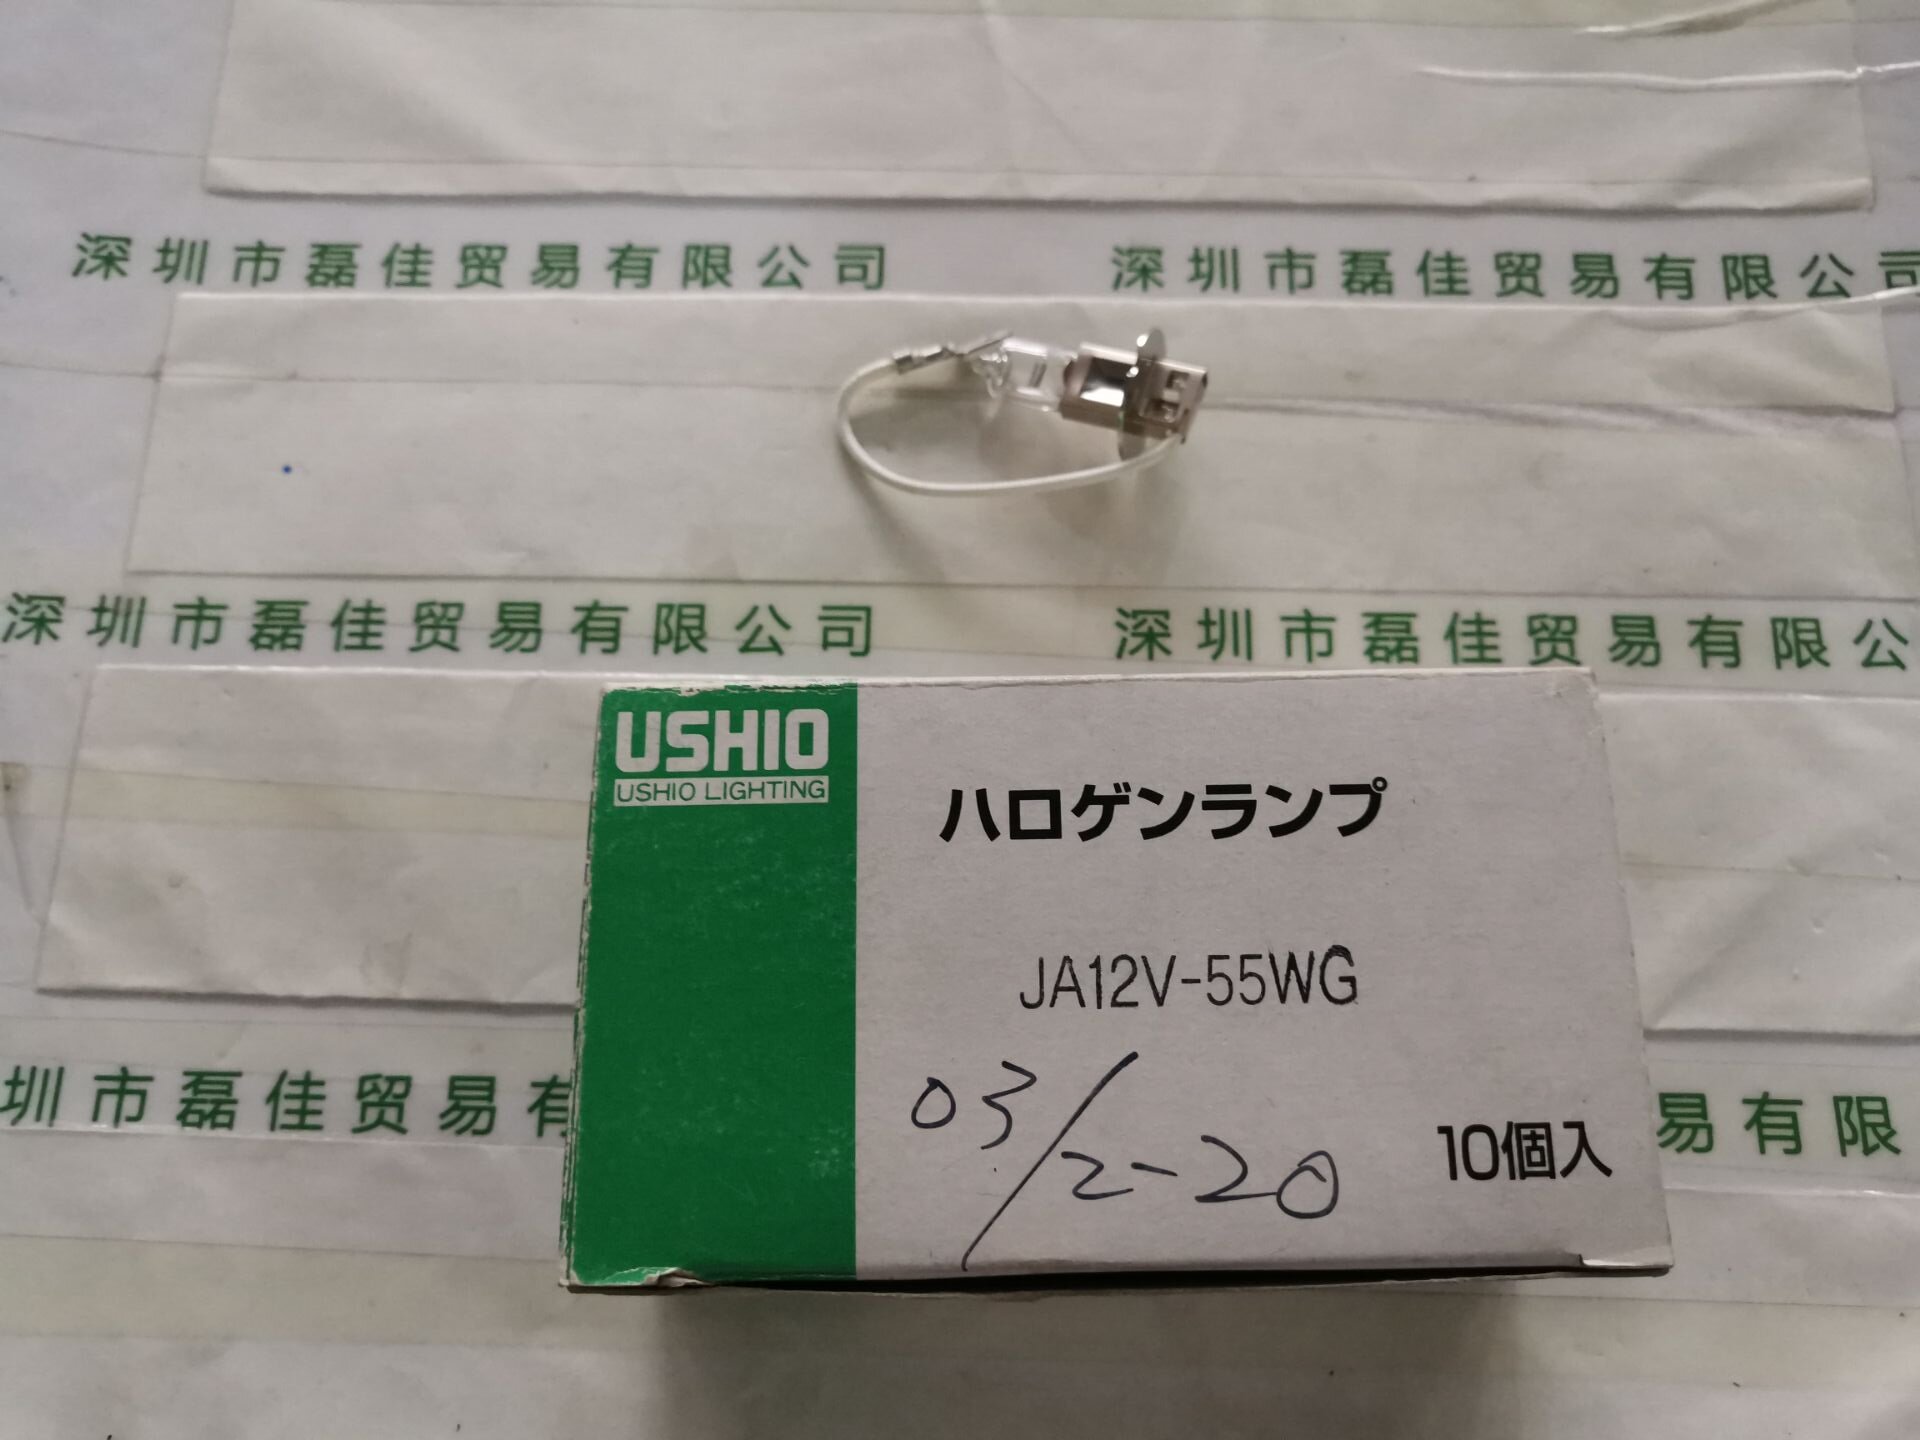 深圳市磊佳贸易有限公司 深圳市磊佳贸易有限公司
深圳市磊佳贸易有限公司 深圳市磊佳贸易有限公
USHIO
USHIO LIGHTING
ハロゲンランプ
JA12V-55WG
03/2-20
10個入
圳市磊佳贸易有 易有限